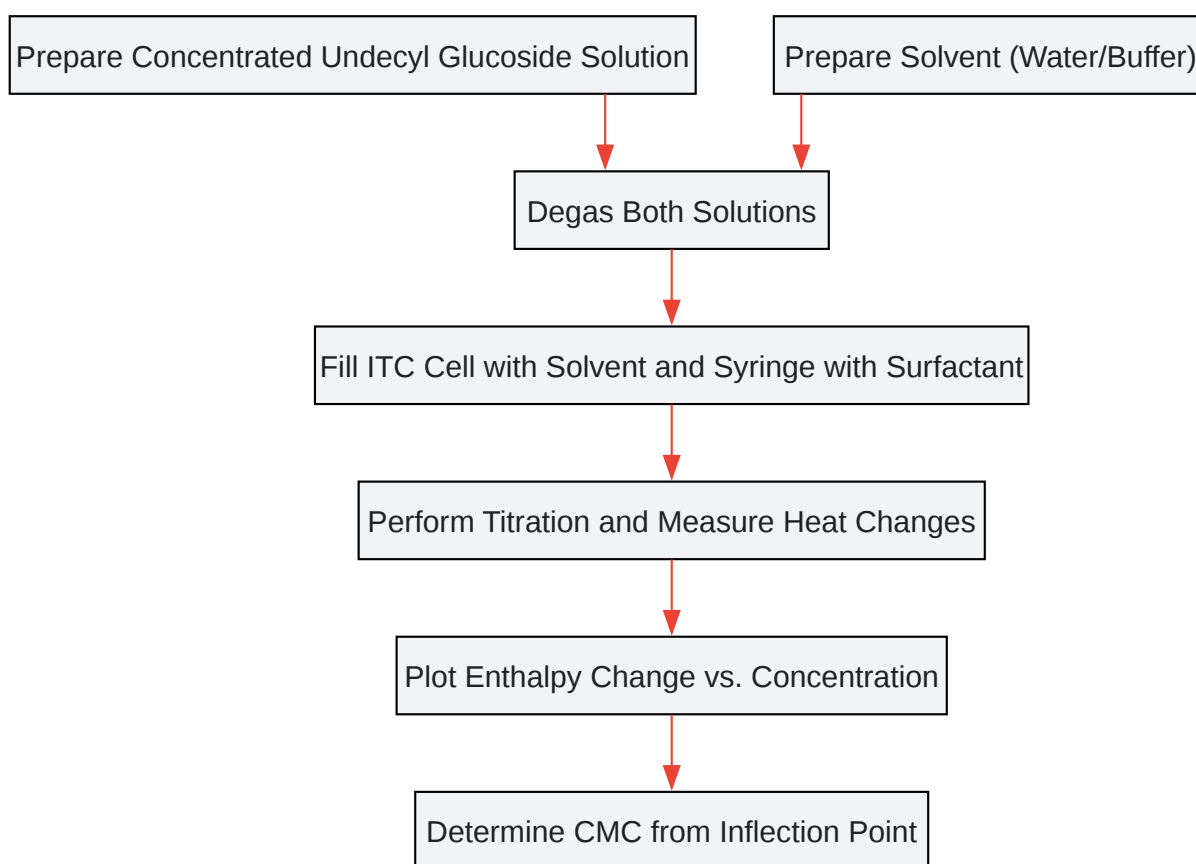 Prepare Concentrated Undecyl Glucoside Solution
Prepare Solvent (Water/Buffer)
Degas Both Solutions
Fill ITC Cell with Solvent and Syringe with Surfactant
Perform Titration and Measure Heat Changes
Plot Enthalpy Change vs. Concentration
Determine CMC from Inflection Point